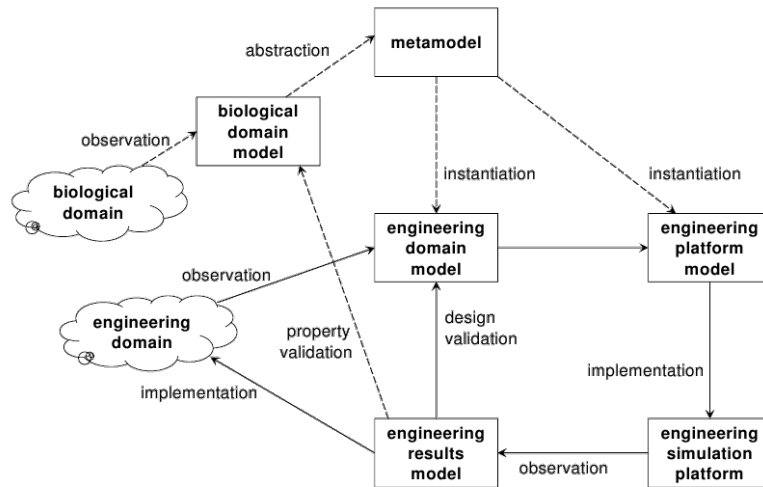 metamodel
abstraction
biological
domain
model
observation
biological
domain
instantiation
instantiation
engineering
domain
model
engineering
platform
model
observation
engineering
domain
property
validation
design
validation
implementation
implementation
engineering
results
model
observation
engineering
simulation
platform